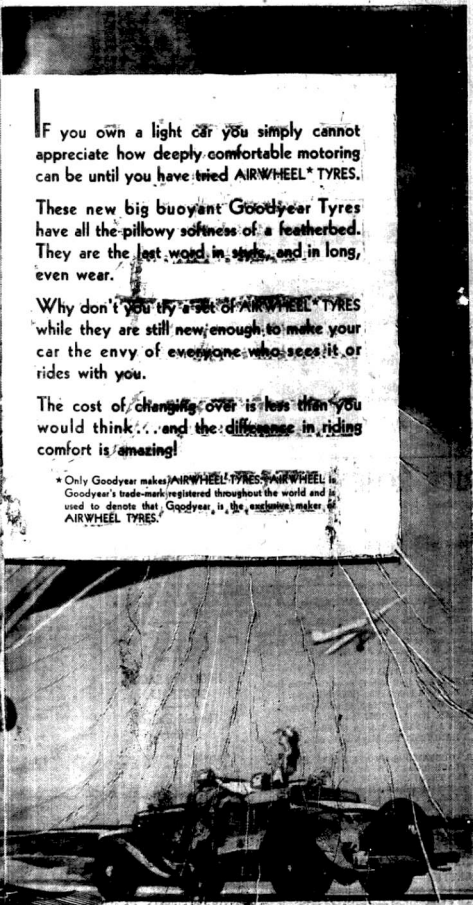 IF you own a light car you simply cannot
appreciate how deeply comfortable motoring
can be until you have tried AIRWHEEL* TYRES.
These new big buoyant Goodyear Tyres
have all the pillowy softness of a featherbed.
They are the last word in style, and in long,
even wear.
Why don't you try a set of AIRWHEEL* TYRES
while they are still new enough to make your
car the envy of everyone who sees it or
rides with you.
The cost of changing over is less than you
would think... and the difference in riding
comfort is amazing!
* Only Goodyear makes AIRWHEEL TYRES. AIRWHEEL is
Goodyear's trade-mark registered throughout the world and is
used to denote that Goodyear is the exclusive maker of
AIRWHEEL TYRES.